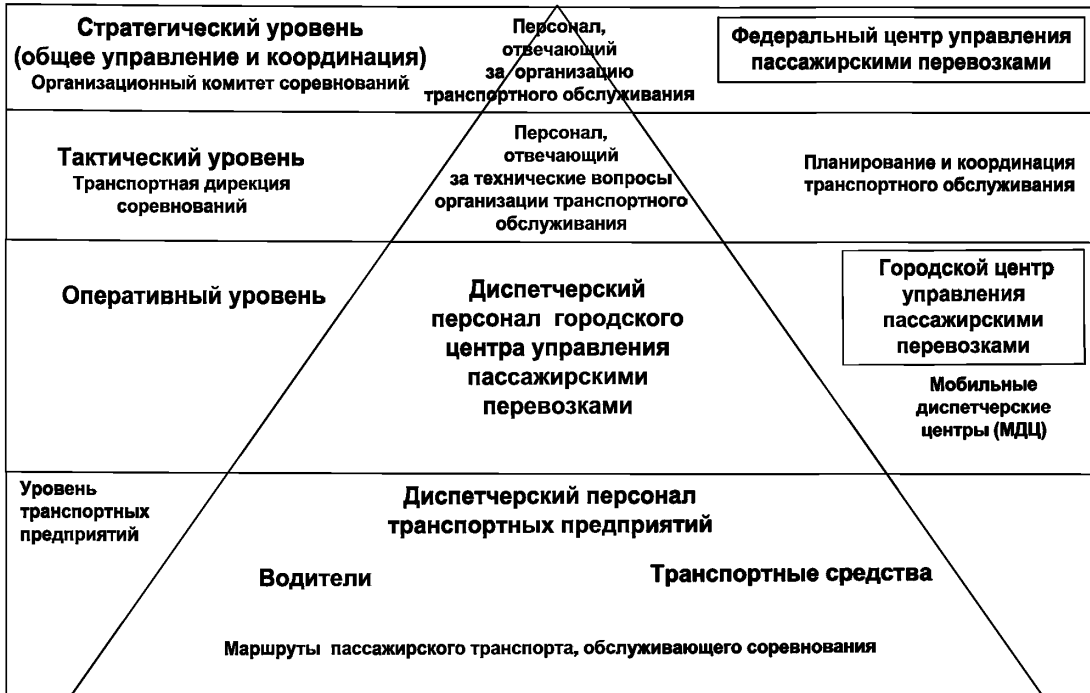 Стратегический уровень
(общее управление и координация)
Организационный комитет соревнований
Персонал,
отвечающий
за организацию
транспортного обслуживания
Федеральный центр управления
пассажирскими перевозками
Тактический уровень
Транспортная дирекция
соревнований
Персонал,
отвечающий
за технические вопросы
организации транспортного
обслуживания
Планирование и координация
транспортного обслуживания
Оперативный уровень
Диспетчерский
персонал городского
центра управления
пассажирскими
перевозками
Городской центр
управления
пассажирскими
перевозками
Мобильные
диспетчерские
центры (МДЦ)
Уровень
транспортных
предприятий
Диспетчерский персонал
транспортных предприятий
Водители
Транспортные средства
Маршруты пассажирского транспорта, обслуживающего соревнования